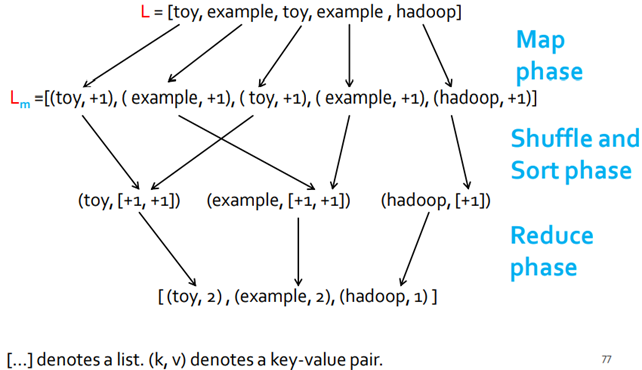 L = [toy, example, toy, example , hadoop]
Map
phase
Lm =[(toy, +1), ( example, +1), ( toy, +1), ( example, +1), (hadoop, +1)]
Shuffle and
Sort phase
(toy, [+1, +1]) (example, [+1, +1]) (hadoop, [+1])
Reduce
phase
[ (toy, 2) , (example, 2), (hadoop, 1) ]
[...] denotes a list. (k, v) denotes a key-value pair.
77